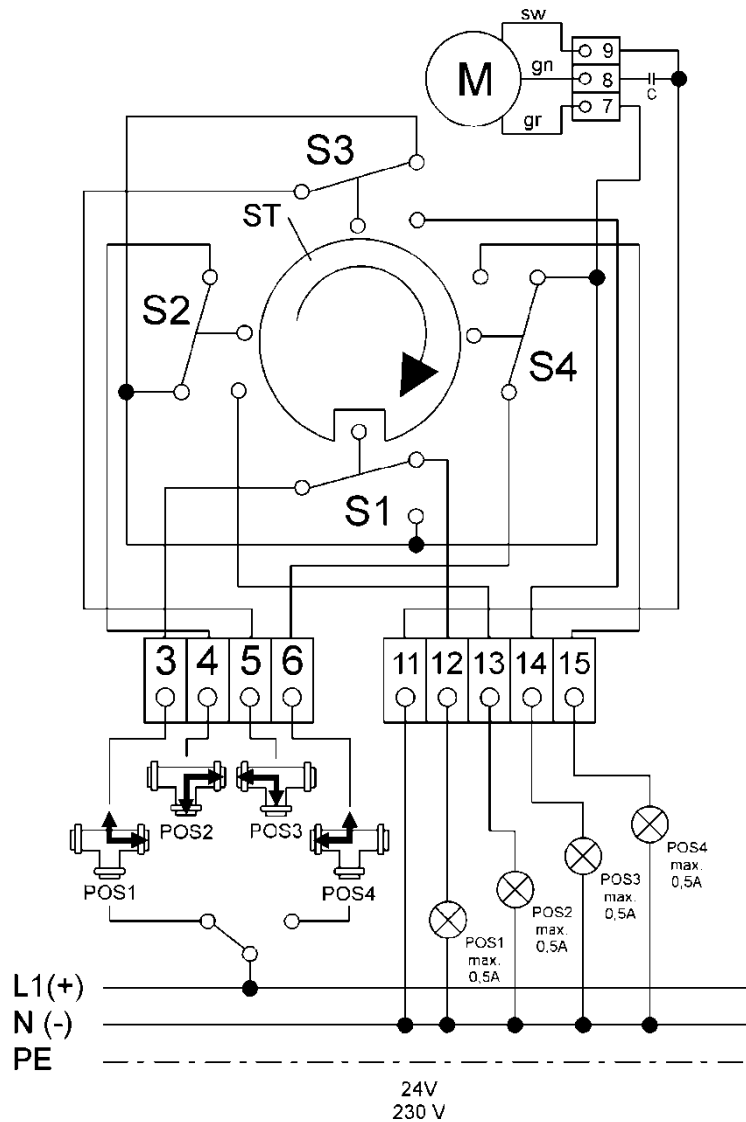 sw
9
gn
8
C
M
gr
7
S3
ST
S2
S4
S1
3 4 5 6
11 12 13 14 15
POS2
POS3
POS1
POS4
POS4
max.
0,5A
POS3
max.
0,5A
POS2
max.
0,5A
POS1
max.
0,5A
L1(+)
N (-)
PE
24V
230 V